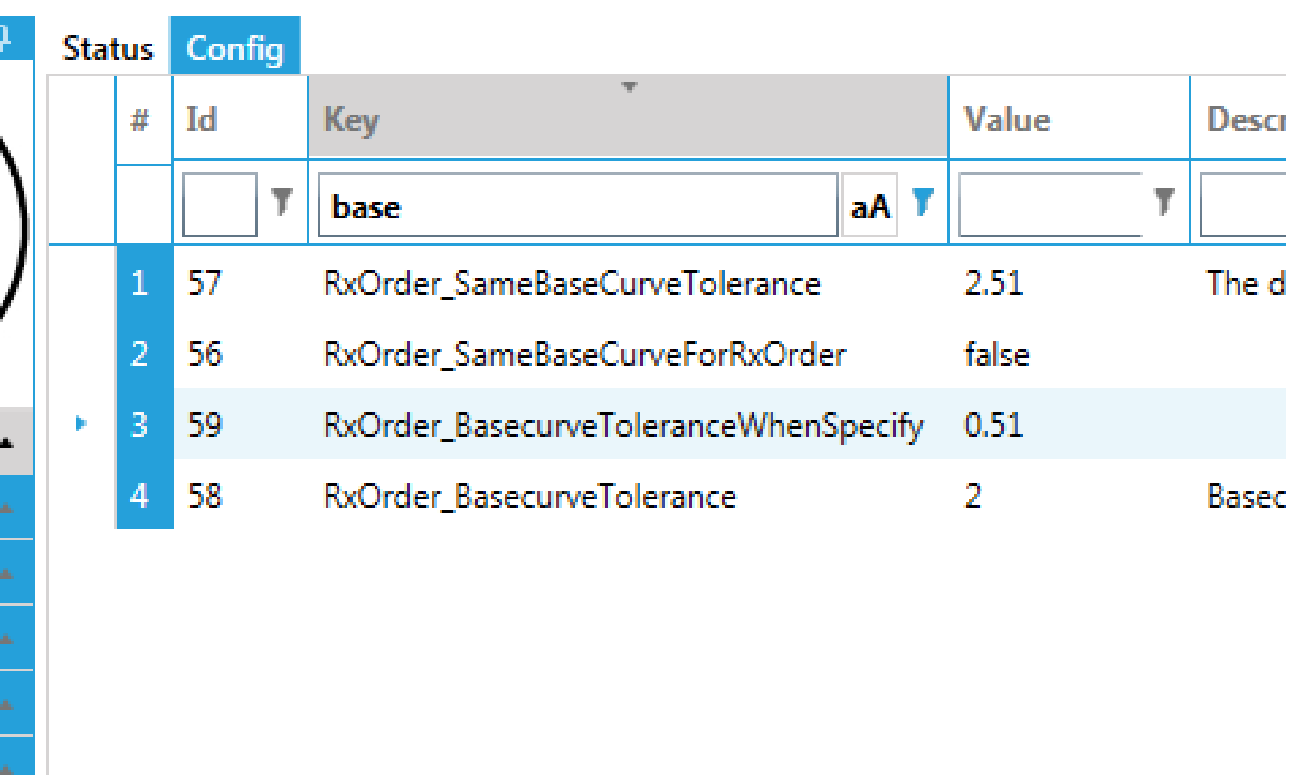 Status Config
# Id Key Value Descr
base aA
1 57 RxOrder_SameBaseCurveTolerance 2.51 The d
2 56 RxOrder_SameBaseCurveForRxOrder false
3 59 RxOrder_BasecurveToleranceWhenSpecify 0.51
4 58 RxOrder_BasecurveTolerance 2 Basec